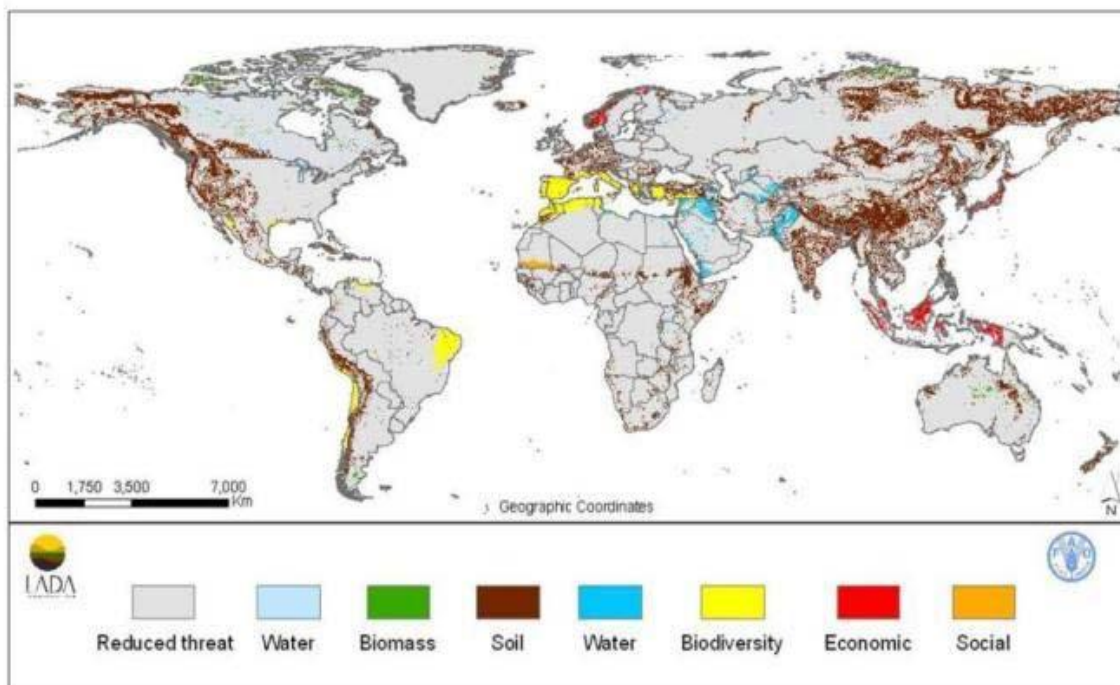 0 1,750 3,500 7,000
Km
Geographic Coordinates
N
LADA
FAO
Reduced threat Water Biomass Soil Water Biodiversity Economic Social